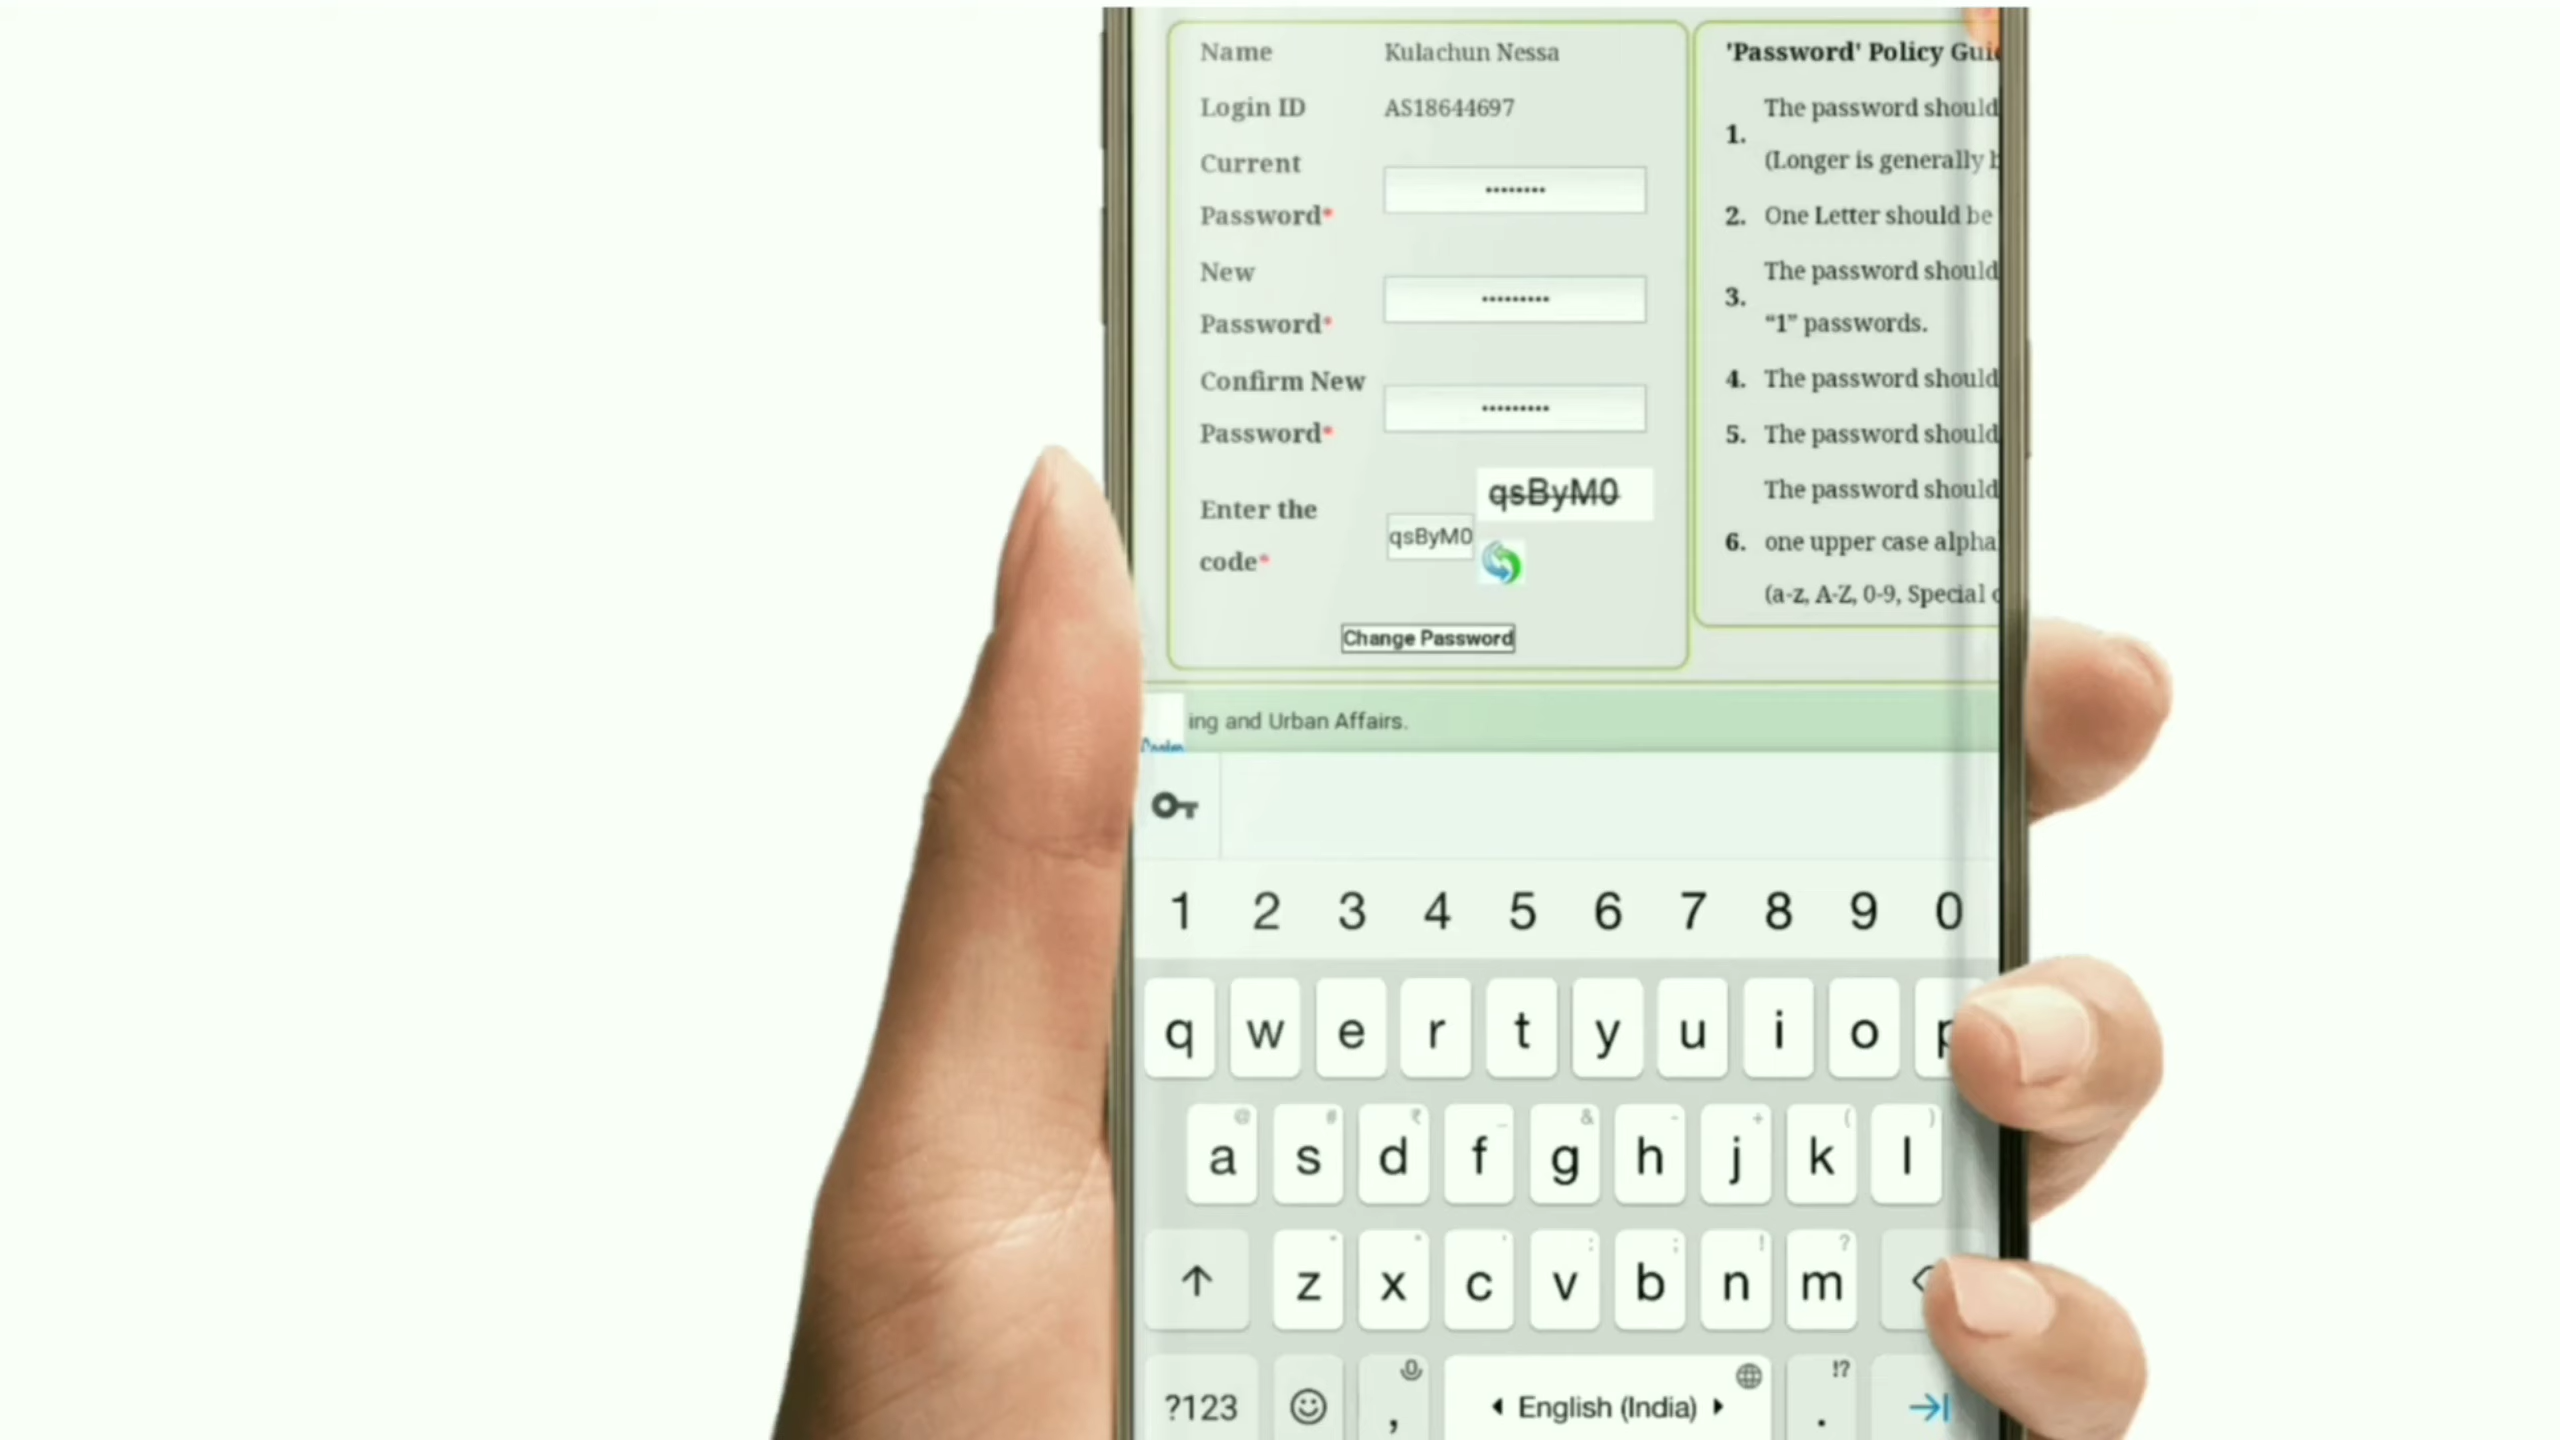 Name Kulachun Nessa
Login ID AS18644697
Current
Password* ••••••••
New
Password* •••••••••
Confirm New
Password* •••••••••
qsByM0
Enter the
code* qsByM0
Change Password
'Password' Policy
The password should
1.
(Longer is generally
2. One Letter should be
The password should
3.
“1” passwords.
4. The password should
5. The password should
The password should
6. one upper case
(a-z, A-Z, 0-9, Special
ing and Urban Affairs.
1 2 3 4 5 6 7 8 9 0
q w e r t y u i o p
@ # ₹ _ & - + ( )
a s d f g h j k l
: ; ! ?
z x c v b n m
!?
?123 , English (India) .